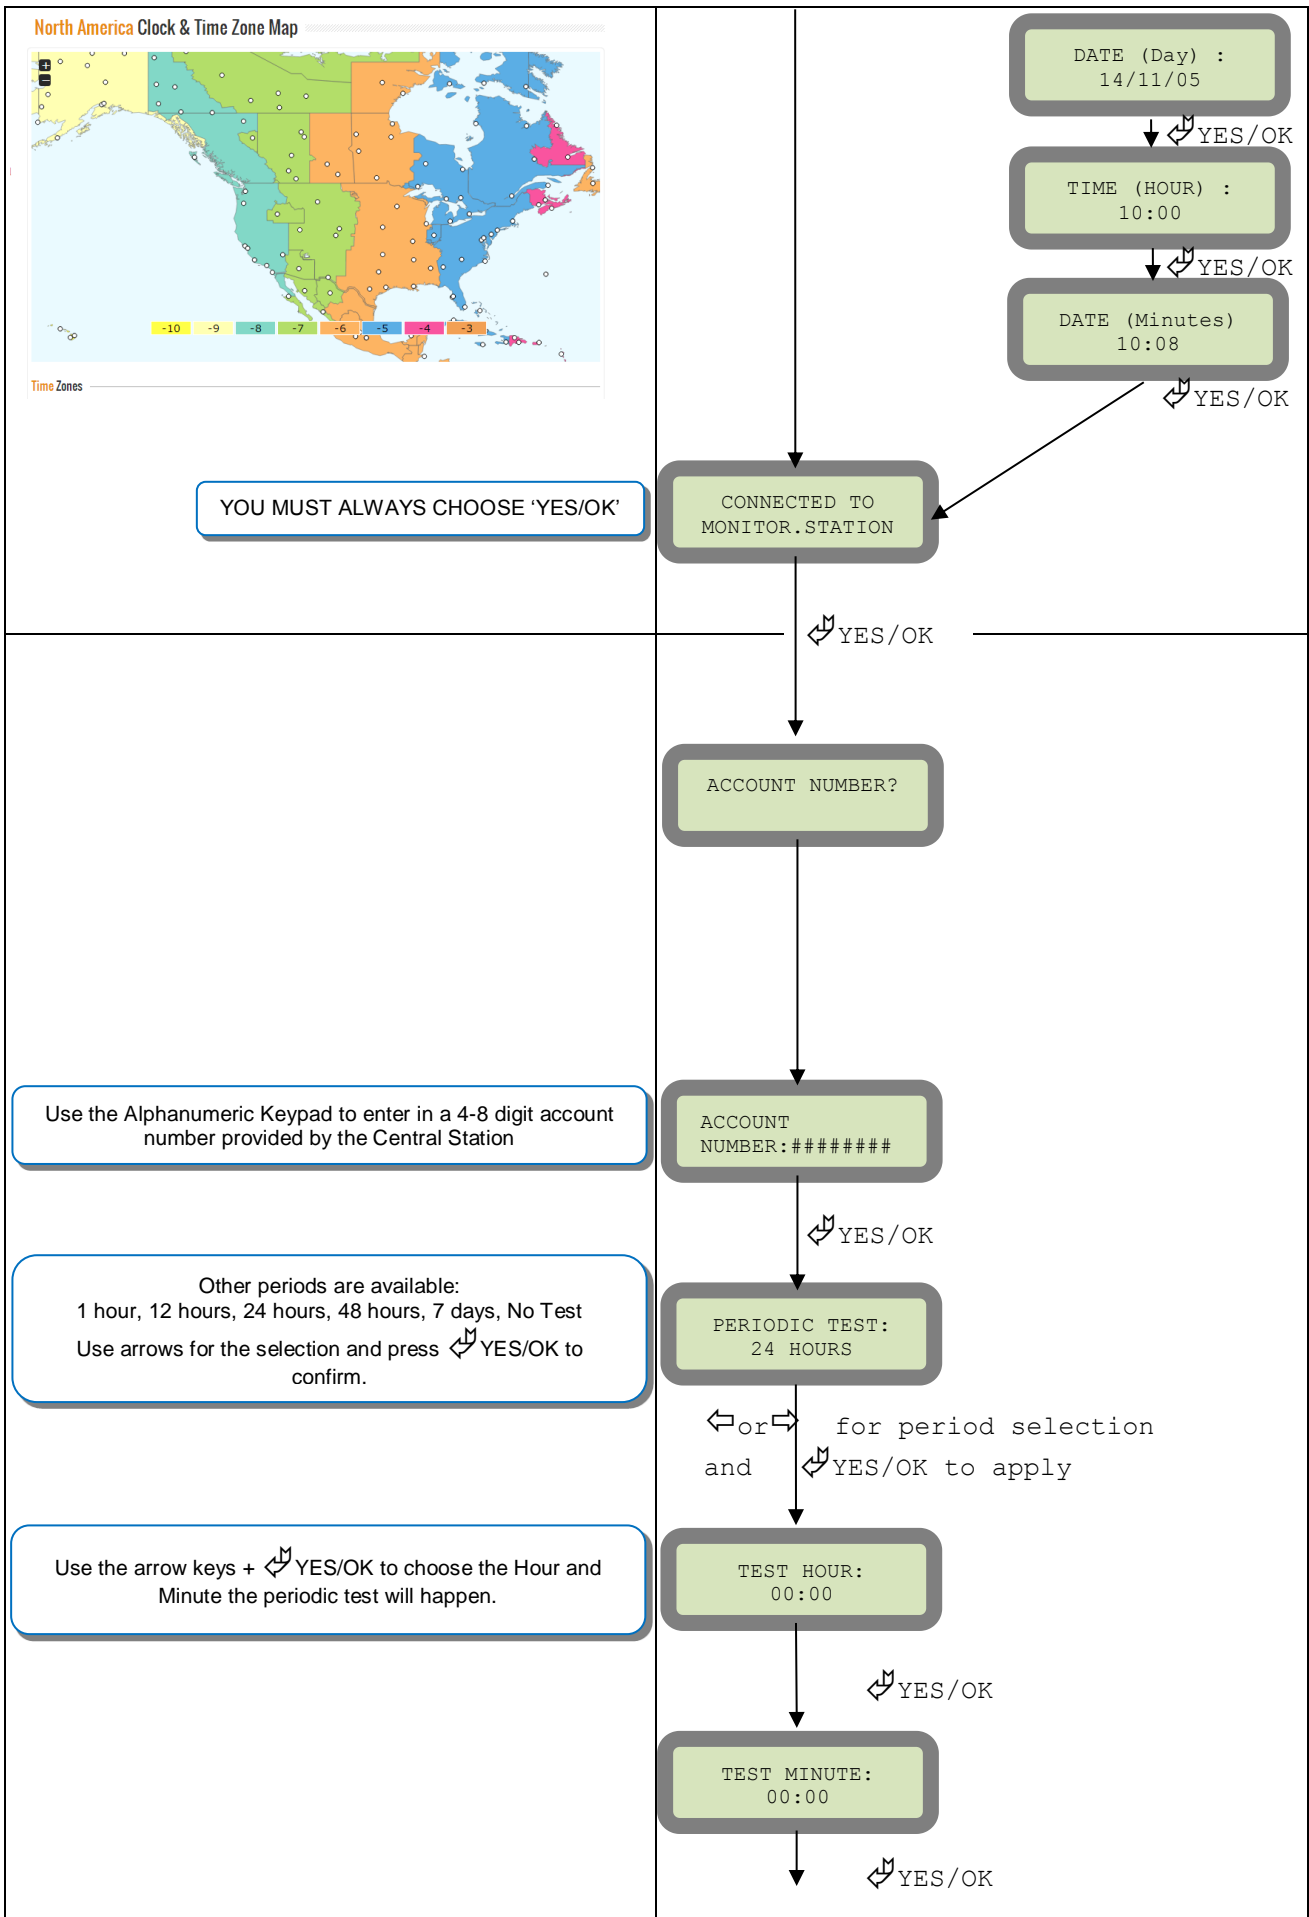 North America Clock & Time Zone Map
+
-10 -9 -8 -7 -6 -5 -4 -3
Time Zones
DATE (Day) :
14/11/05
YES/OK
TIME (HOUR) :
10:00
YES/OK
DATE (Minutes)
10:08
YES/OK
YOU MUST ALWAYS CHOOSE ‘YES/OK’
CONNECTED TO
MONITOR.STATION
YES/OK
ACCOUNT NUMBER?
Use the Alphanumeric Keypad to enter in a 4-8 digit account
number provided by the Central Station
ACCOUNT
NUMBER:########
YES/OK
Other periods are available:
1 hour, 12 hours, 24 hours, 48 hours, 7 days, No Test
Use arrows for the selection and press YES/OK to
confirm.
PERIODIC TEST:
24 HOURS
or for period selection
and YES/OK to apply
Use the arrow keys + YES/OK to choose the Hour and
Minute the periodic test will happen.
TEST HOUR:
00:00
YES/OK
TEST MINUTE:
00:00
YES/OK